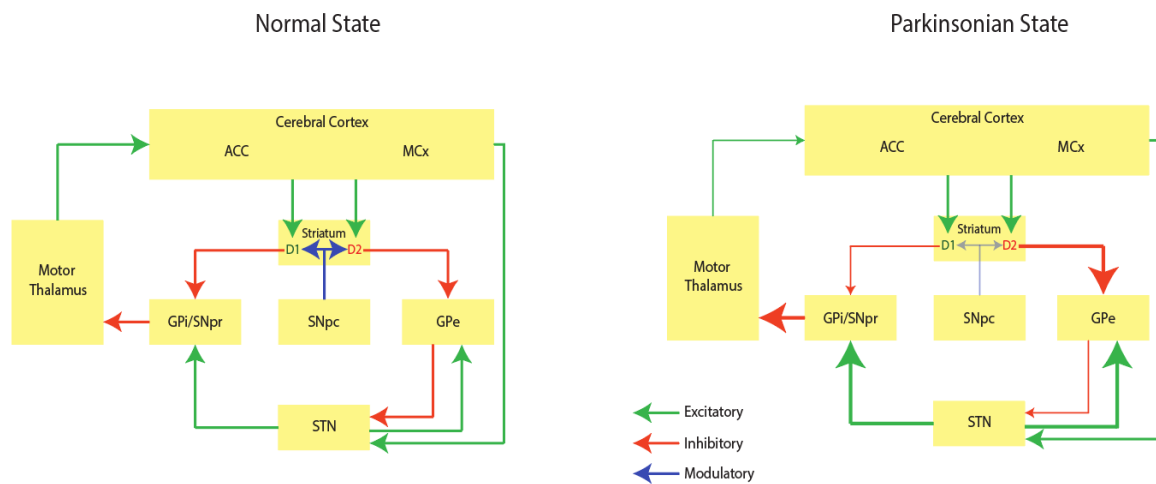 Normal State
Cerebral Cortex
ACC MCx
Striatum
D1 D2
Motor
Thalamus
GPi/SNpr SNpc GPe
STN
Parkinsonian State
Cerebral Cortex
ACC MCx
Striatum
D1 D2
Motor
Thalamus
GPi/SNpr SNpc GPe
STN
Excitatory
Inhibitory
Modulatory